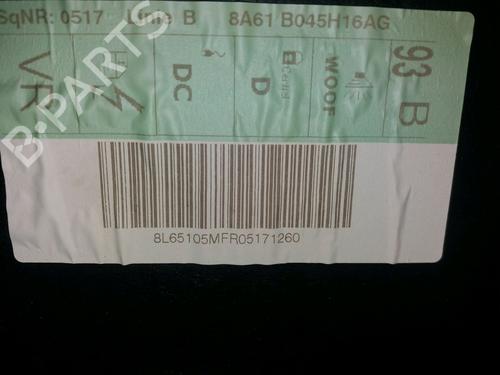 SqNR: 0517 Linie B 8A61 B045H16AG
93 B
WOOF
D
DC
VR
8L65105MFR05171260
B-PARTS